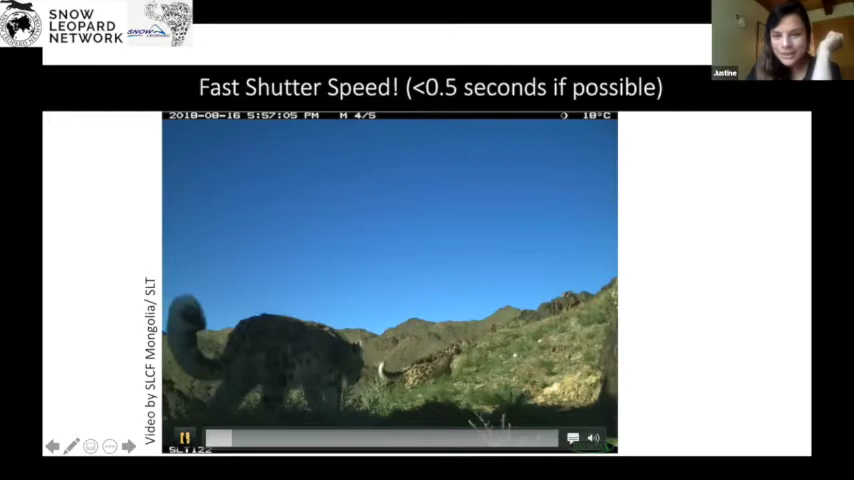 SNOW
LEOPARD
NETWORK
SNOW
LEOPARD
Justine
Fast Shutter Speed! (<0.5 seconds if possible)
2018-08-16 5:57:05 PM M 4/5 18°C
Video by SLCF Mongolia/ SLT
SLT122